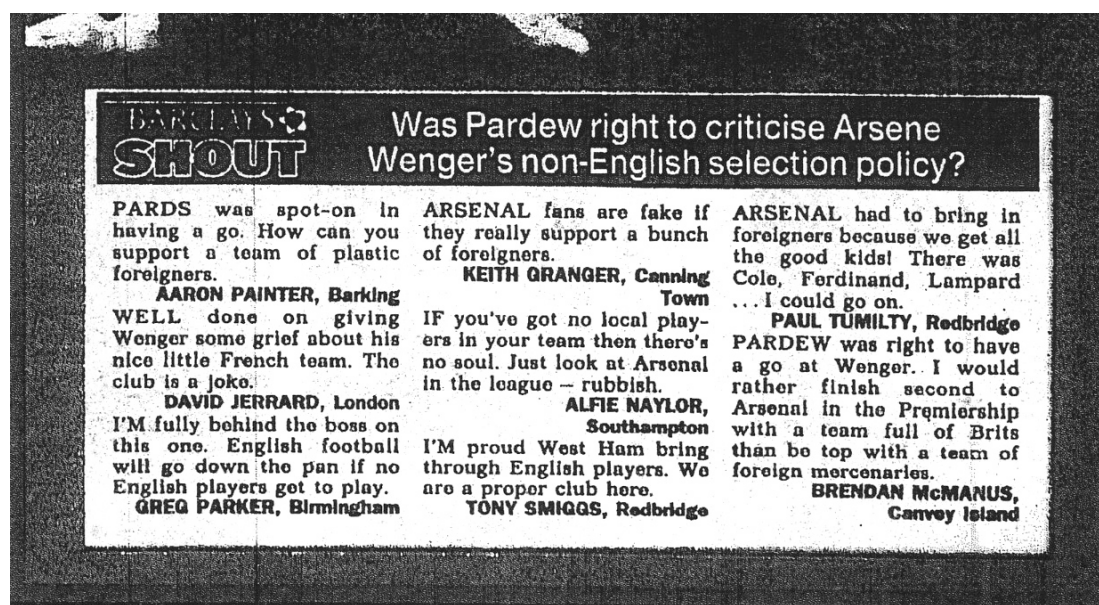 BARCLAYS
SHOUT
Was Pardew right to criticise Arsene
Wenger's non-English selection policy?
PARDS was spot-on in
having a go. How can you
support a team of plastic
foreigners.
AARON PAINTER, Barking
WELL done on giving
Wenger some grief about his
nice little French team. The
club is a joke.
DAVID JERRARD, London
I'M fully behind the boss on
this one. English football
will go down the pan if no
English players get to play.
GREG PARKER, Birmingham
ARSENAL fans are fake if
they really support a bunch
of foreigners.
KEITH GRANGER, Canning
Town
IF you've got no local play-
ers in your team then there's
no soul. Just look at Arsenal
in the league – rubbish.
ALFIE NAYLOR,
Southampton
I'M proud West Ham bring
through English players. We
are a proper club here.
TONY SMIGGS, Redbridge
ARSENAL had to bring in
foreigners because we get all
the good kids! There was
Cole, Ferdinand, Lampard
... I could go on.
PAUL TUMILTY, Redbridge
PARDEW was right to have
a go at Wenger. I would
rather finish second to
Arsenal in the Premiership
with a team full of Brits
than be top with a team of
foreign mercenaries.
BRENDAN McMANUS,
Canvey Island